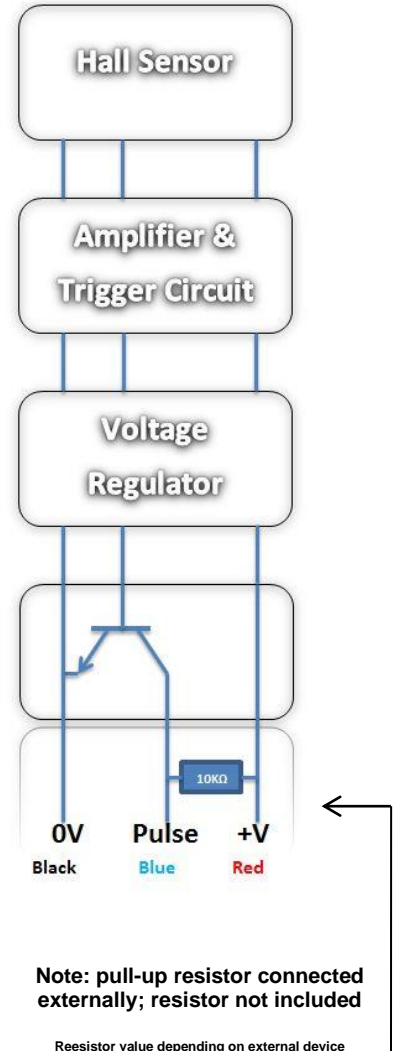 Hall Sensor
Amplifier &
Trigger Circuit
Voltage
Regulator
10KΩ
0V Pulse +V
Black Blue Red
Note: pull-up resistor connected
externally; resistor not included
Reesistor value depending on external device